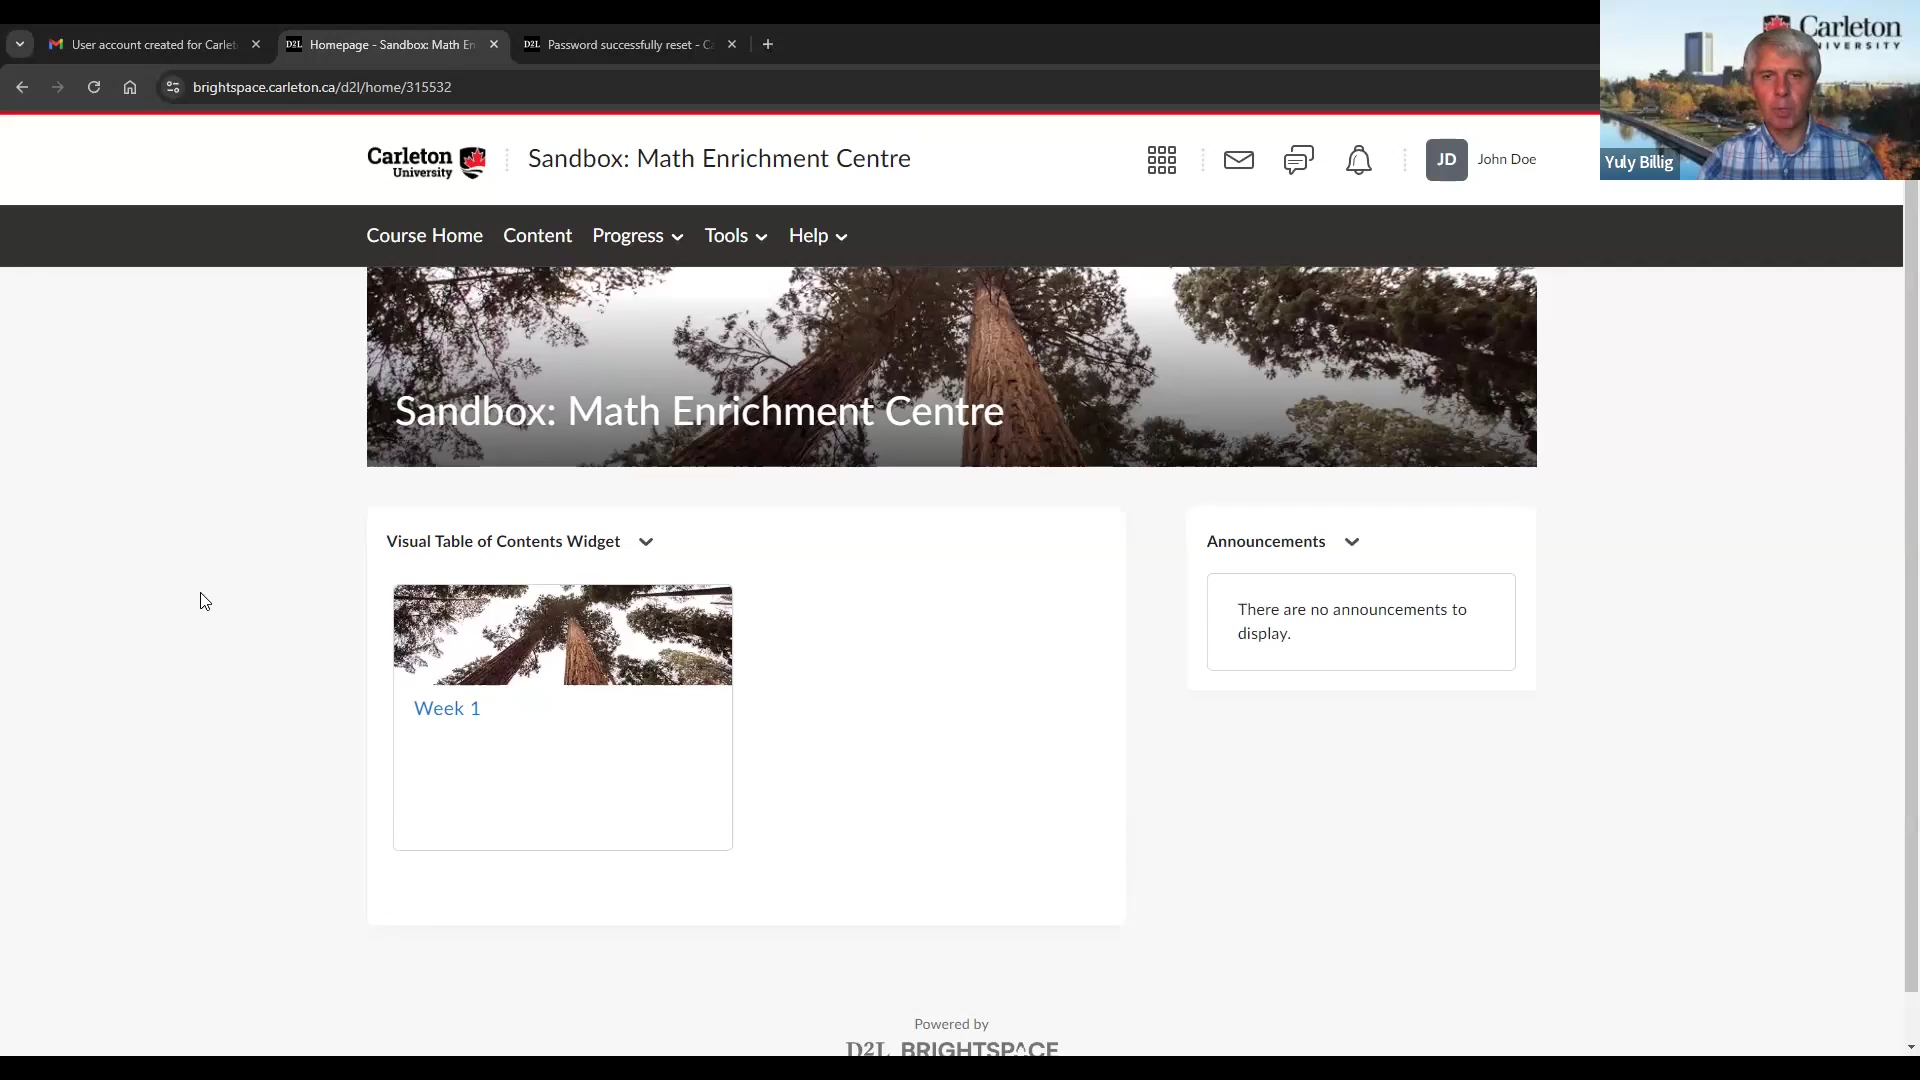 User account created for Carlet
Homepage - Sandbox: Math En
D2L
Password successfully reset - C
brightspace.carleton.ca/d2l/home/315532
Carleton
UNIVERSITY
Yuly Billig
Carleton
University
Sandbox: Math Enrichment Centre
JD
John Doe
Course Home
Content
Progress
Tools
Help
Sandbox: Math Enrichment Centre
Visual Table of Contents Widget
Week 1
Announcements
There are no announcements to
display.
Powered by
D2L BRIGHTSPACE